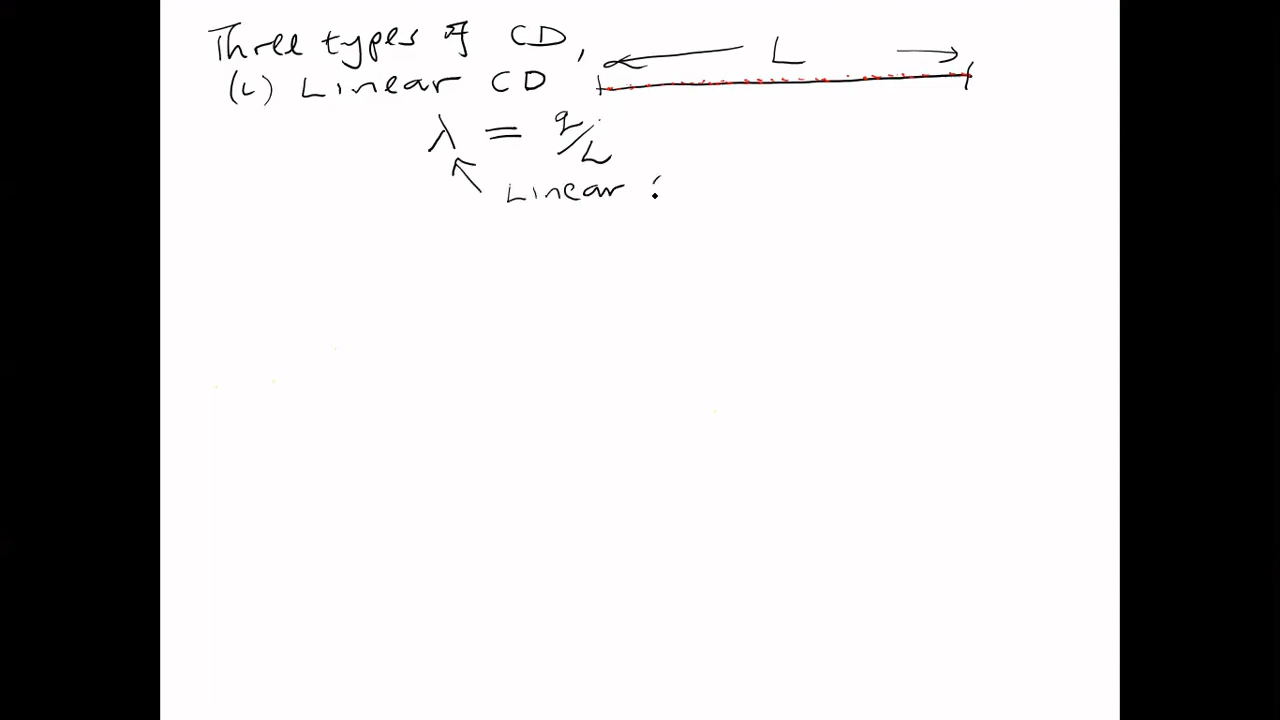 Three types of CD,
L
(i) Linear CD
λ = q/L
Linear